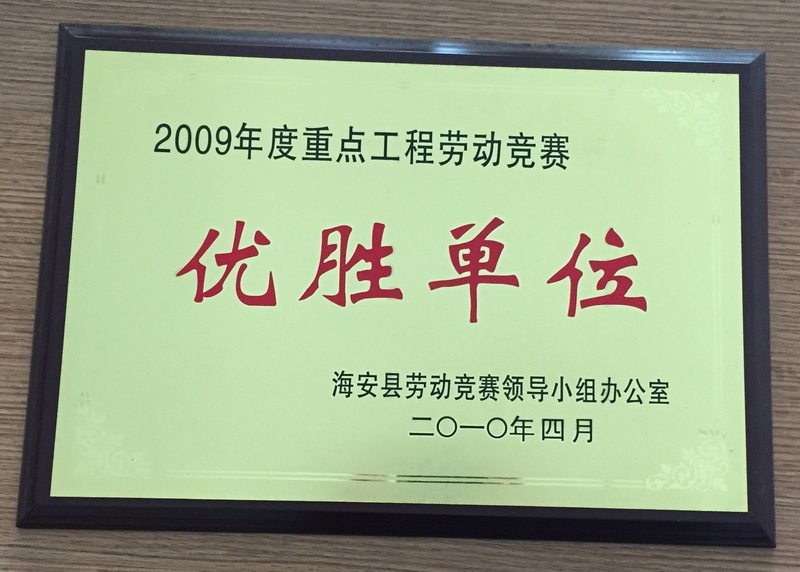 2009年度重点工程劳动竞赛
优胜单位
海安县劳动竞赛领导小组办公室
二〇一〇年四月